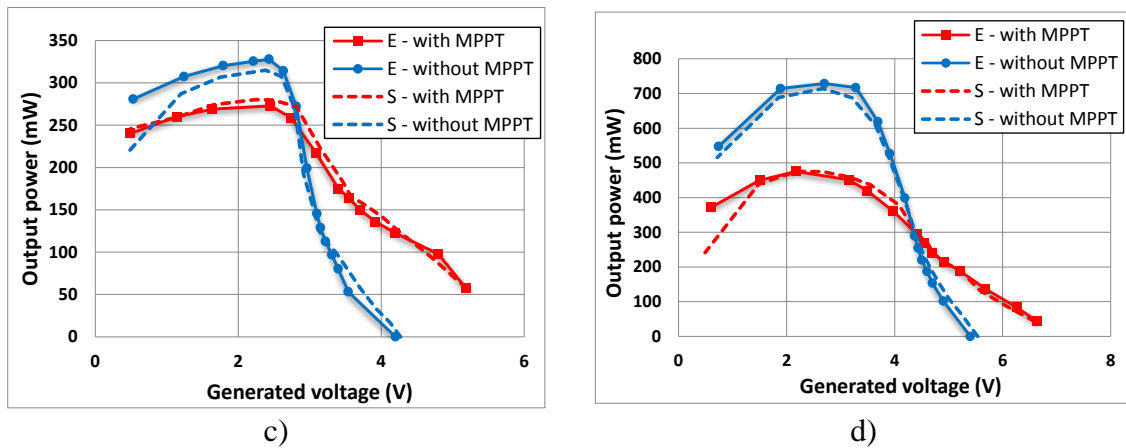 350
300
250
200
150
100
50
0
Output power (mW)
0 2 4 6
Generated voltage (V)
E - with MPPT
E - without MPPT
S - with MPPT
S - without MPPT
c)
800
700
600
500
400
300
200
100
0
Output power (mW)
0 2 4 6 8
Generated voltage (V)
E - with MPPT
E - without MPPT
S - with MPPT
S - without MPPT
d)